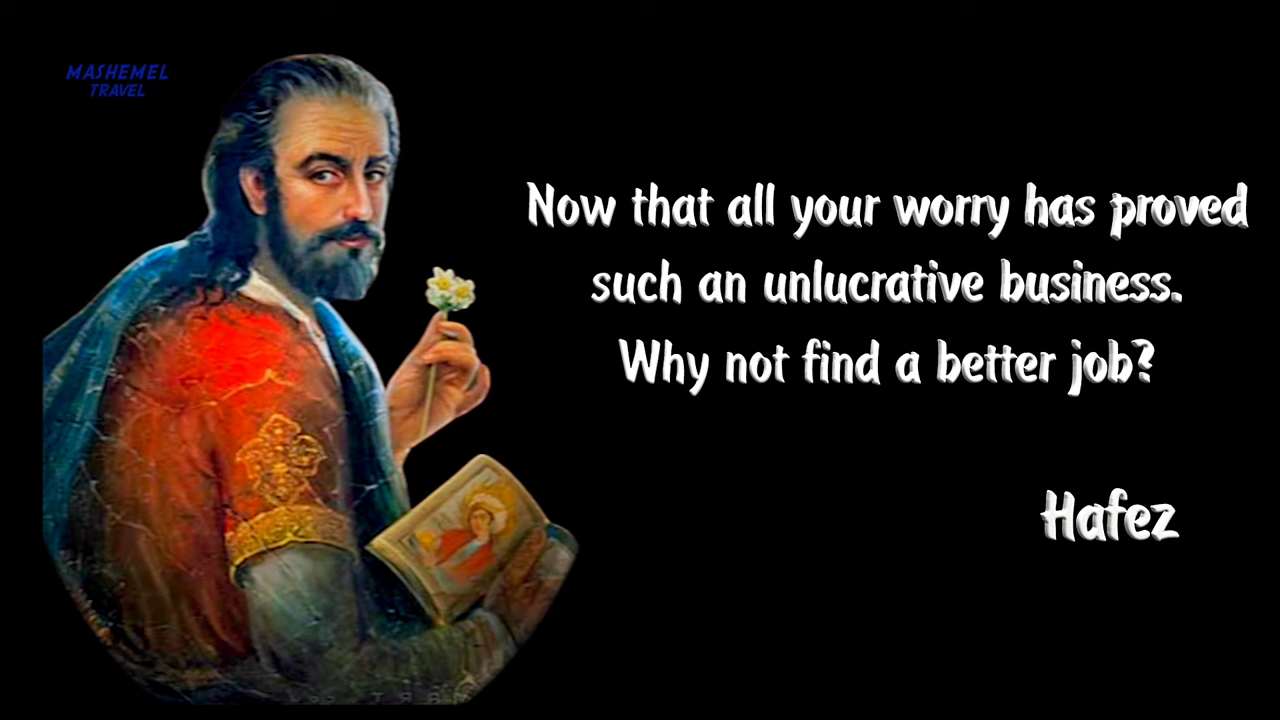 MASHEMEL
TRAVEL
Now that all your worry has proved
such an unlucrative business.
Why not find a better job?
Hafez